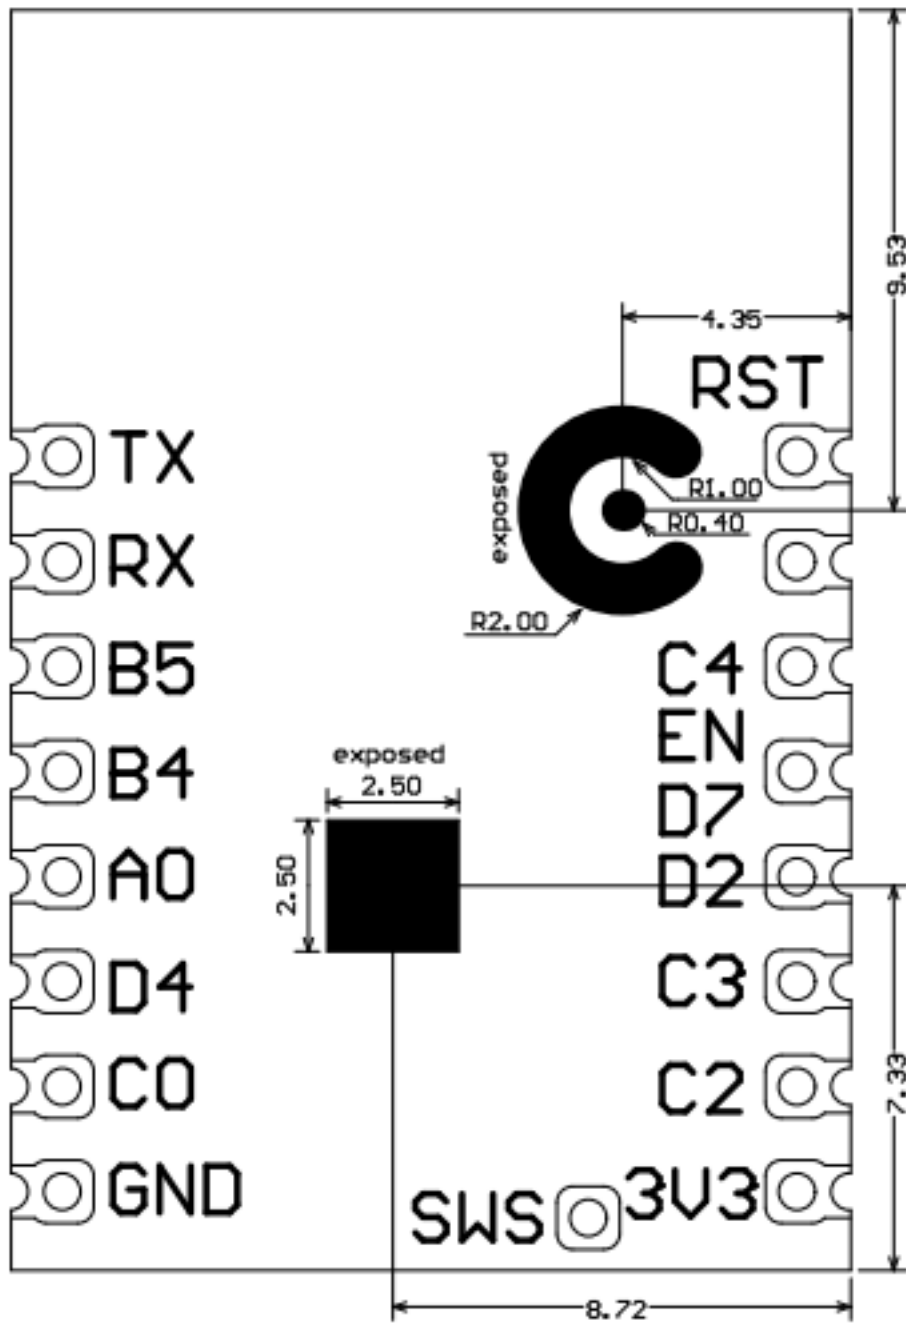 9.53
4.35
RST
TX
exposed
R1.00
R0.40
RX
R2.00
B5
C4
EN
exposed
2.50
B4
D7
2.50
A0
D2
D4
C3
C0
C2
7.33
GND
SWS
3V3
8.72